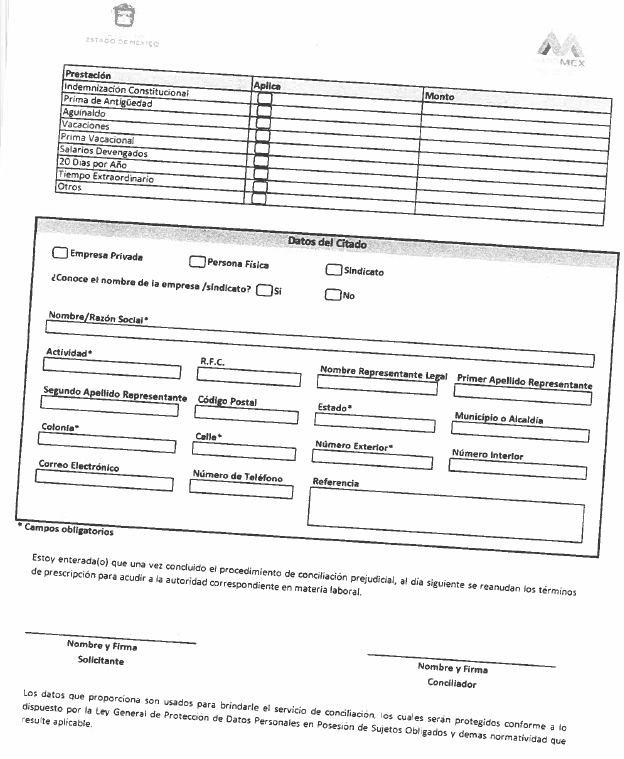 ESTADO DE MÉXICO
MEX
Prestación Aplica Monto
Indemnización Constitucional
Prima de Antigüedad
Aguinaldo
Vacaciones
Prima Vacacional
Salarios Devengados
20 Días por Año
Tiempo Extraordinario
Otros
Datos del Citado
Empresa Privada Persona Física Sindicato
¿Conoce el nombre de la empresa /sindicato? Si No
Nombre/Razón Social*
Actividad* R.F.C. Nombre Representante Legal Primer Apellido Representante
Segundo Apellido Representante Código Postal Estado* Municipio o Alcaldía
Colonia* Calle* Número Exterior* Número Interior
Correo Electrónico Número de Teléfono Referencia
* Campos obligatorios
Estoy enterada(o) que una vez concluido el procedimiento de conciliación prejudicial, al día siguiente se reanudan los términos
de prescripción para acudir a la autoridad correspondiente en materia laboral.
Nombre y Firma Nombre y Firma
Solicitante Conciliador
Los datos que proporciona son usados para brindarle el servicio de conciliación, los cuales serán protegidos conforme a lo
dispuesto por la Ley General de Protección de Datos Personales en Posesión de Sujetos Obligados y demas normatividad que
resulte aplicable.